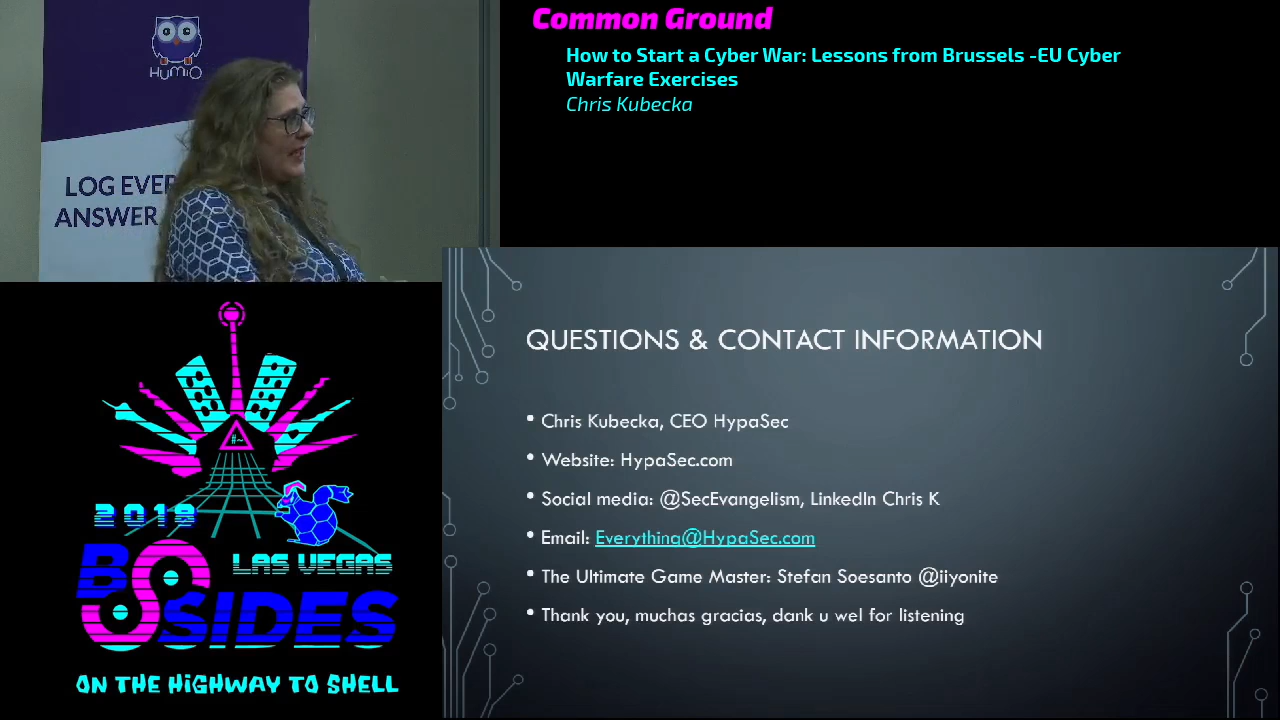 Common Ground
How to Start a Cyber War: Lessons from Brussels -EU Cyber
Warfare Exercises
Chris Kubecka
HUMIO
LOG EVER
ANSWER
QUESTIONS & CONTACT INFORMATION
• Chris Kubecka, CEO HypaSec
• Website: HypaSec.com
• Social media: @SecEvangelism, LinkedIn Chris K
• Email: Everything@HypaSec.com
• The Ultimate Game Master: Stefan Soesanto @iiyonite
• Thank you, muchas gracias, dank u wel for listening
#~
2019
LAS VEGAS
BSIDES
ON THE HIGHWAY TO SHELL